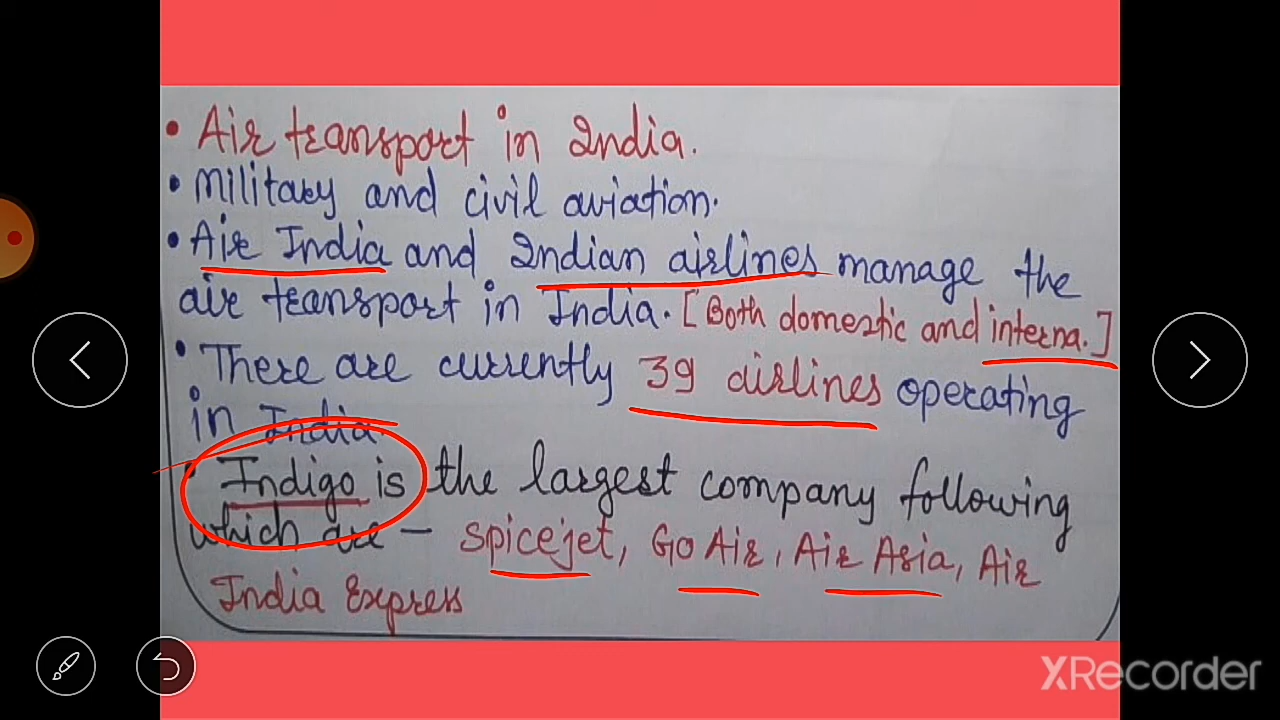 • Air transport in India.
• Military and civil aviation.
• Air India and Indian airlines manage the
air transport in India. [Both domestic and interna.]
• There are currently 39 airlines operating
in India.
• Indigo is the largest company following
which are – spicejet, Go Air, Air Asia, Air
India Express
XRecorder